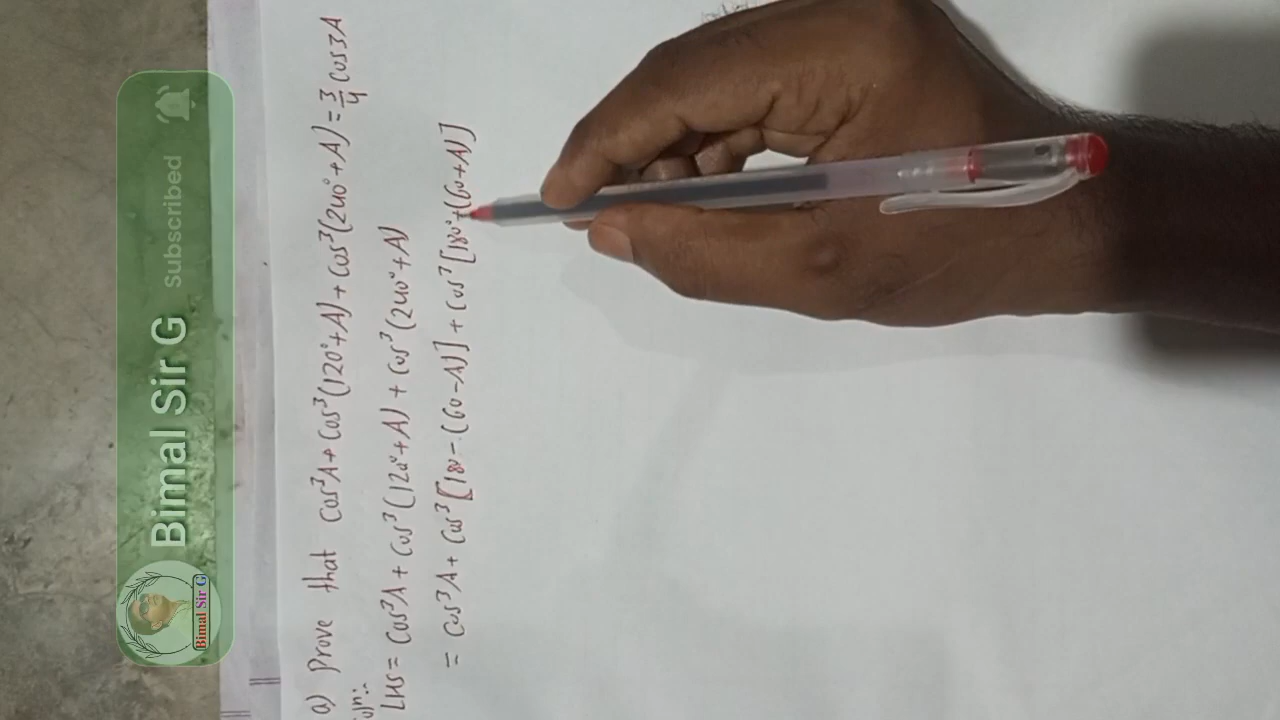 Bimal Sir G subscribed
Bimal Sir G
a) prove that Cos³A + Cos³(120°+A) + Cos³(240°+A) = 3/4 Cos3A
Soln:-
LHS = Cos³A + Cos³(120°+A) + Cos³(240°+A)
= Cos³A + Cos³[180-(60-A)] + Cos³[180°+(60+A)]